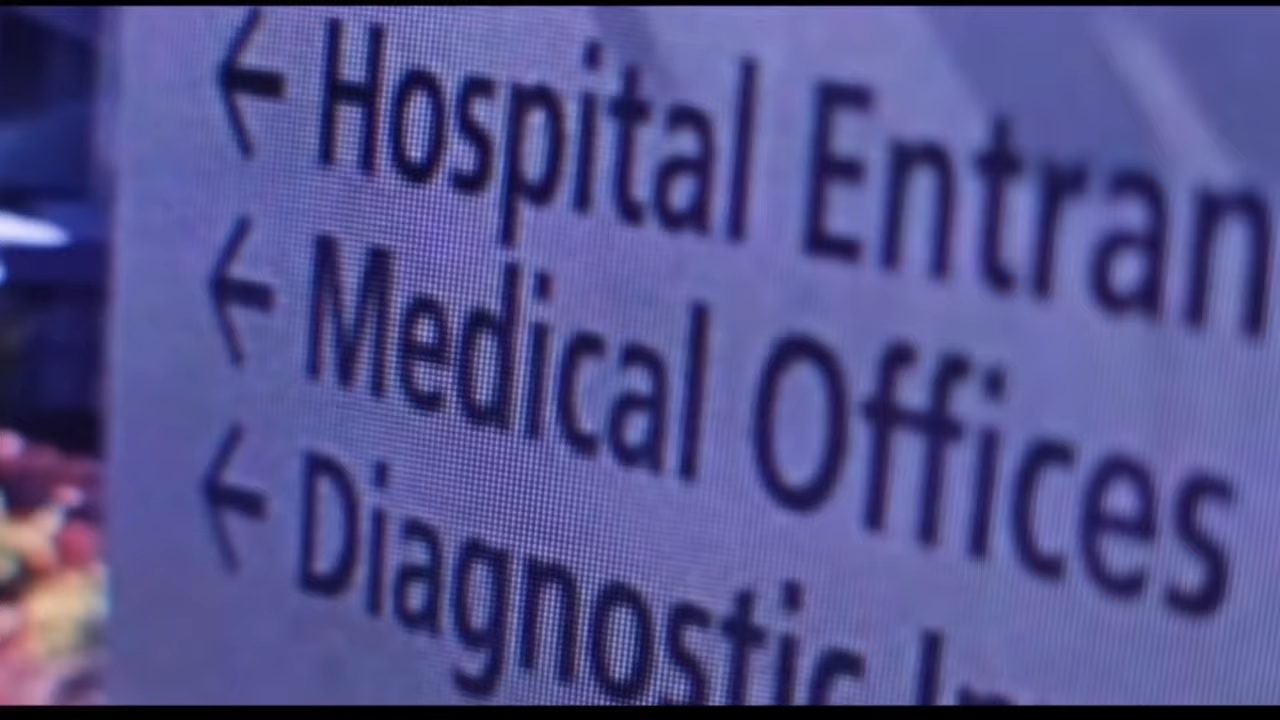 ← Hospital Entran
← Medical Offices
← Diagnostic